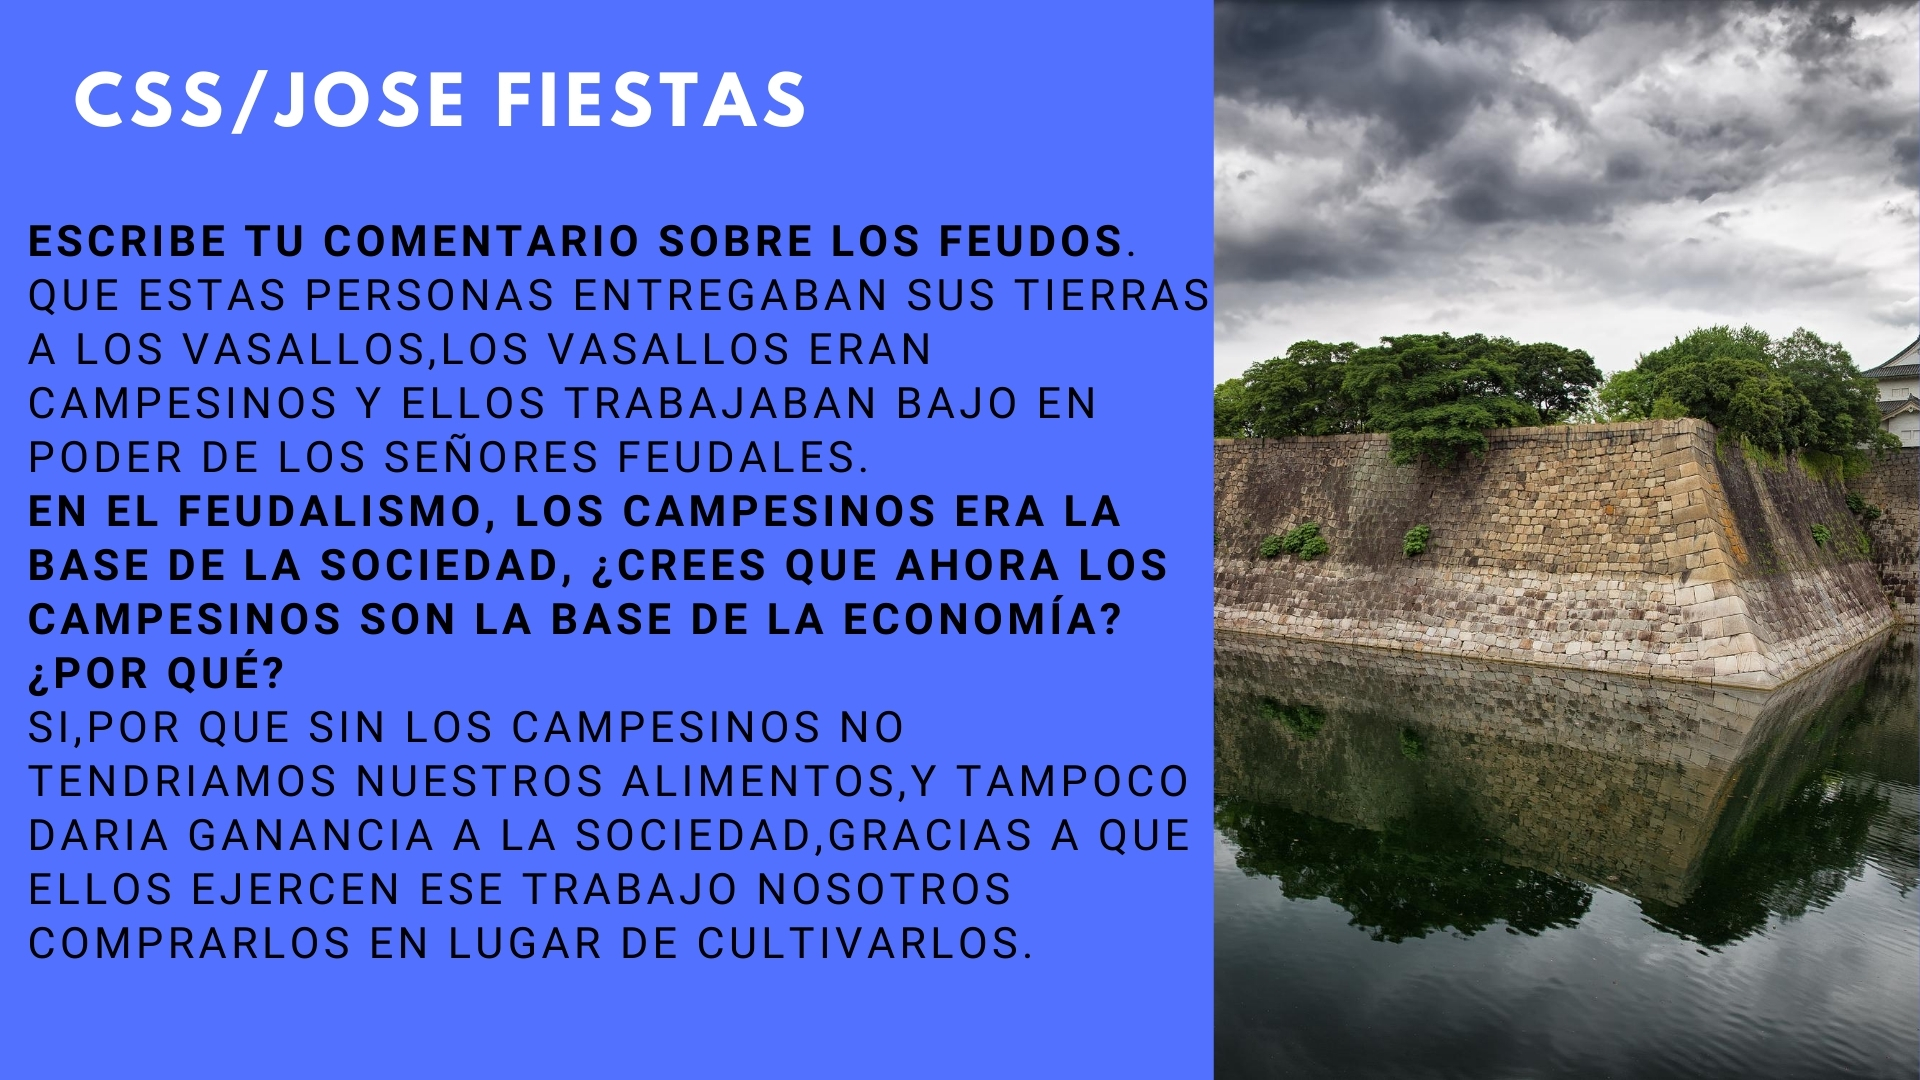 CSS/JOSE FIESTAS
ESCRIBE TU COMENTARIO SOBRE LOS FEUDOS.
QUE ESTAS PERSONAS ENTREGABAN SUS TIERRAS
A LOS VASALLOS,LOS VASALLOS ERAN
CAMPESINOS Y ELLOS TRABAJABAN BAJO EN
PODER DE LOS SEÑORES FEUDALES.
EN EL FEUDALISMO, LOS CAMPESINOS ERA LA
BASE DE LA SOCIEDAD, ¿CREES QUE AHORA LOS
CAMPESINOS SON LA BASE DE LA ECONOMÍA?
¿POR QUÉ?
SI,POR QUE SIN LOS CAMPESINOS NO
TENDRIAMOS NUESTROS ALIMENTOS,Y TAMPOCO
DARIA GANANCIA A LA SOCIEDAD,GRACIAS A QUE
ELLOS EJERCEN ESE TRABAJO NOSOTROS
COMPRARLOS EN LUGAR DE CULTIVARLOS.